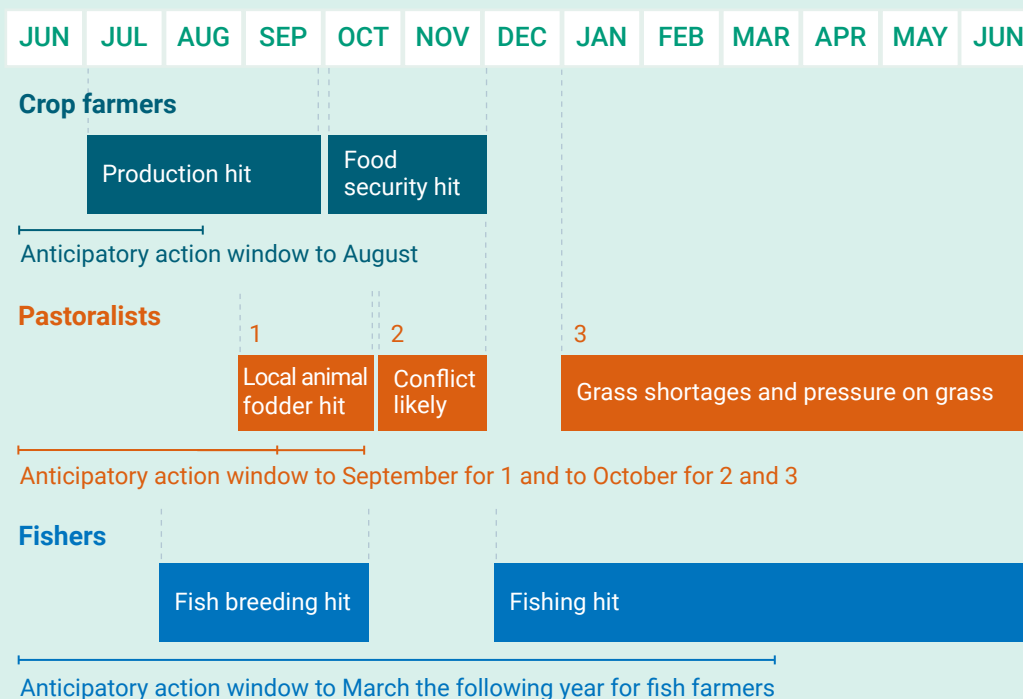 JUN JUL AUG SEP OCT NOV DEC JAN FEB MAR APR MAY JUN
Crop farmers
Production hit
Food
security hit
Anticipatory action window to August
Pastoralists
1
2
3
Local animal
fodder hit
Conflict
likely
Grass shortages and pressure on grass
Anticipatory action window to September for 1 and to October for 2 and 3
Fishers
Fish breeding hit
Fishing hit
Anticipatory action window to March the following year for fish farmers